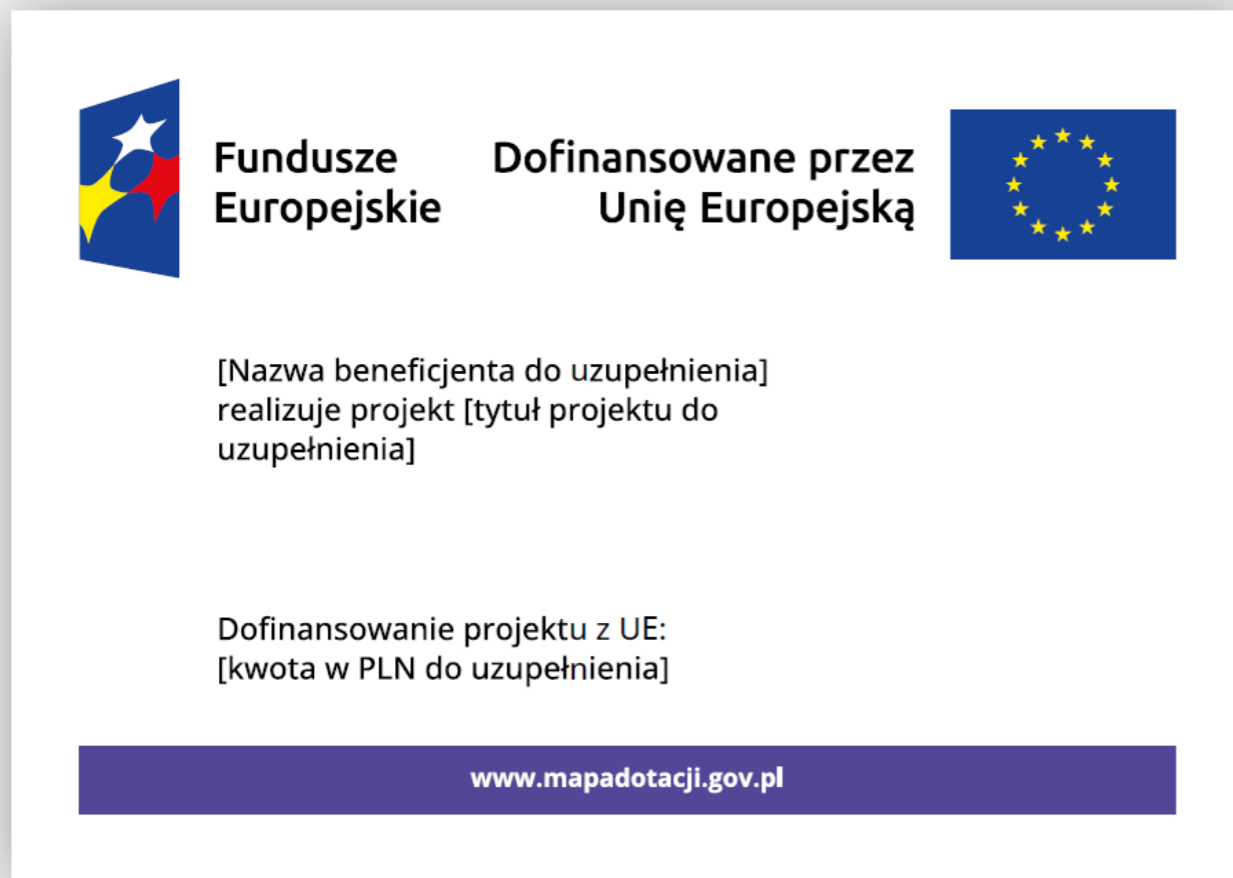 Fundusze
Europejskie
Dofinansowane przez
Unię Europejską
[Nazwa beneficjenta do uzupełnienia]
realizuje projekt [tytuł projektu do
uzupełnienia]
Dofinansowanie projektu z UE:
[kwota w PLN do uzupełnienia]
www.mapadotacji.gov.pl